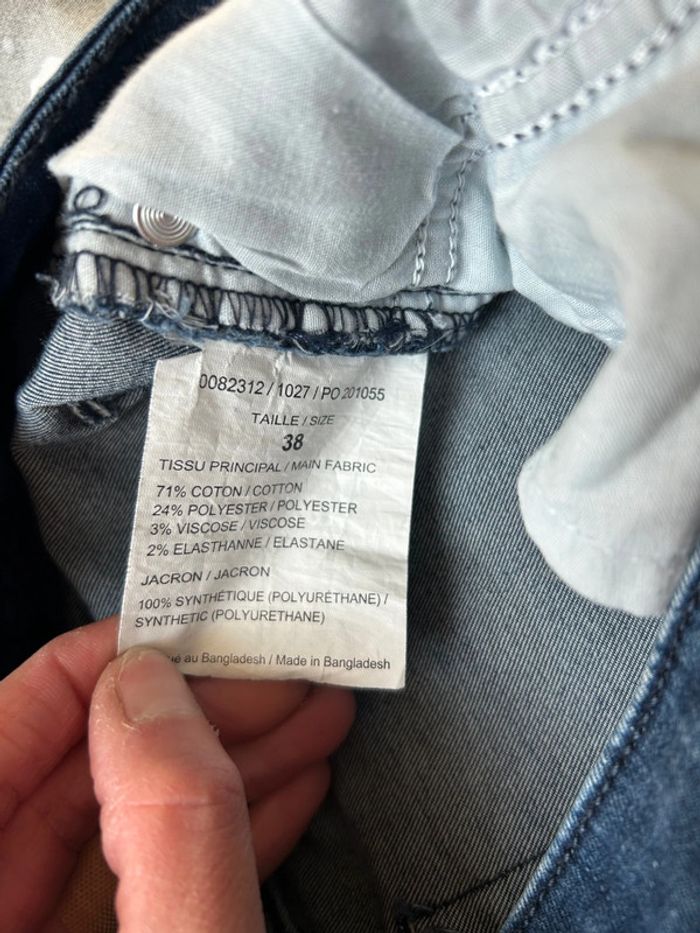 0082312 / 1027 / PO 201055
TAILLE / SIZE
38
TISSU PRINCIPAL / MAIN FABRIC
71% COTON / COTTON
24% POLYESTER / POLYESTER
3% VISCOSE / VISCOSE
2% ELASTHANNE / ELASTANE
JACRON / JACRON
100% SYNTHÉTIQUE (POLYURÉTHANE) /
SYNTHETIC (POLYURETHANE)
au Bangladesh / Made in Bangladesh